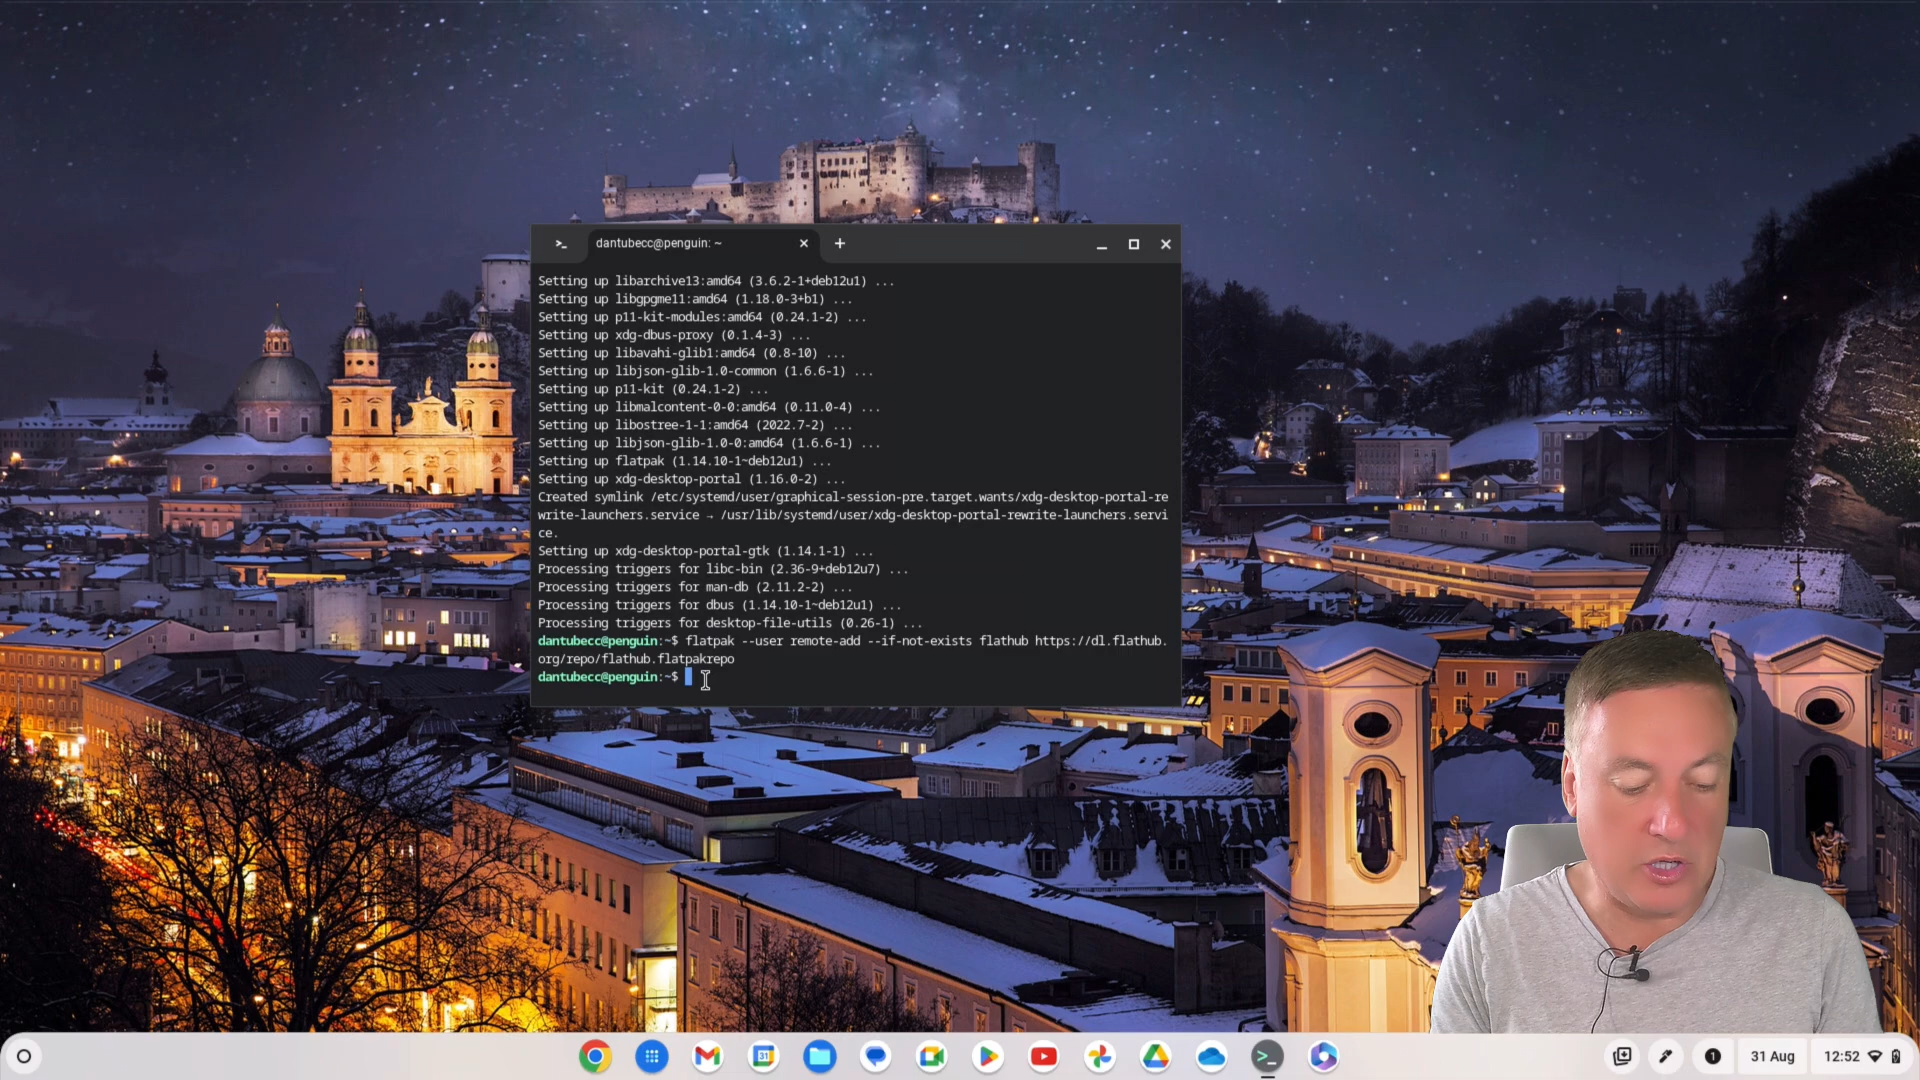 dantubecc@penguin: ~
Setting up libarchive13:amd64 (3.6.2-1+deb12u1) ...
Setting up libgpgme11:amd64 (1.18.0-3+b1) ...
Setting up p11-kit-modules:amd64 (0.24.1-2) ...
Setting up xdg-dbus-proxy (0.1.4-3) ...
Setting up libavahi-glib1:amd64 (0.8-10) ...
Setting up libjson-glib-1.0-common (1.6.6-1) ...
Setting up p11-kit (0.24.1-2) ...
Setting up libmalcontent-0-0:amd64 (0.11.0-4) ...
Setting up libostree-1-1:amd64 (2022.7-2) ...
Setting up libjson-glib-1.0-0:amd64 (1.6.6-1) ...
Setting up flatpak (1.14.10-1~deb12u1) ...
Setting up xdg-desktop-portal (1.16.0-2) ...
Created symlink /etc/systemd/user/graphical-session-pre.target.wants/xdg-desktop-portal-re
write-launchers.service → /usr/lib/systemd/user/xdg-desktop-portal-rewrite-launchers.servi
ce.
Setting up xdg-desktop-portal-gtk (1.14.1-1) ...
Processing triggers for libc-bin (2.36-9+deb12u7) ...
Processing triggers for man-db (2.11.2-2) ...
Processing triggers for dbus (1.14.10-1~deb12u1) ...
Processing triggers for desktop-file-utils (0.26-1) ...
dantubecc@penguin:~$ flatpak --user remote-add --if-not-exists flathub https://dl.flathub.
org/repo/flathub.flatpakrepo
dantubecc@penguin:~$
31
1
31 Aug
12:52